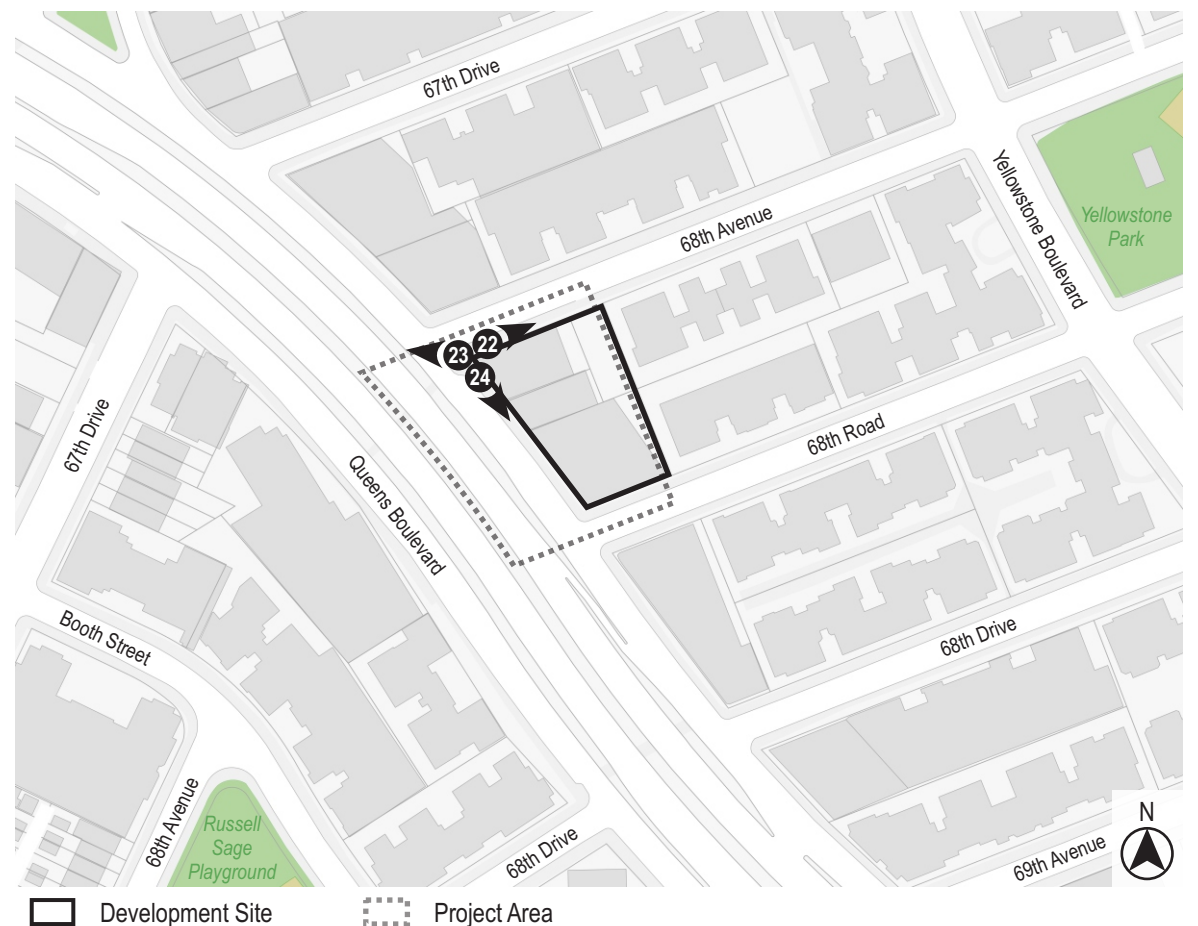 67th Drive
68th Avenue
Yellowstone Boulevard
Yellowstone
Park
22
23
24
68th Road
67th Drive
Queens Boulevard
Booth Street
68th Drive
68th Avenue
Russell
Sage
Playground
68th Drive
69th Avenue
N
Development Site
Project Area